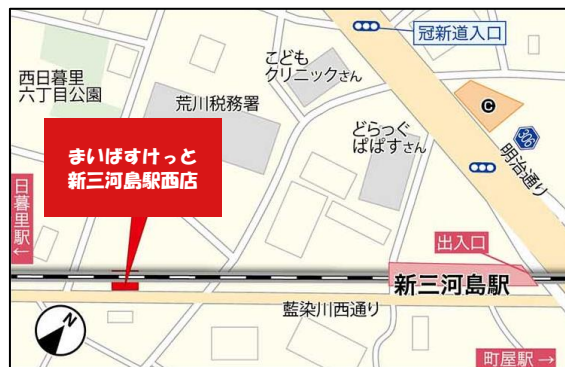 冠新道入口
こども
クリニックさん
西日暮里
六丁目公園
荒川税務署
C
306
どらっぐ
ぱぱすさん
明治通り
まいばすけっと
新三河島駅西店
日暮里駅←
出入口
新三河島駅
藍染川西通り
N
町屋駅→